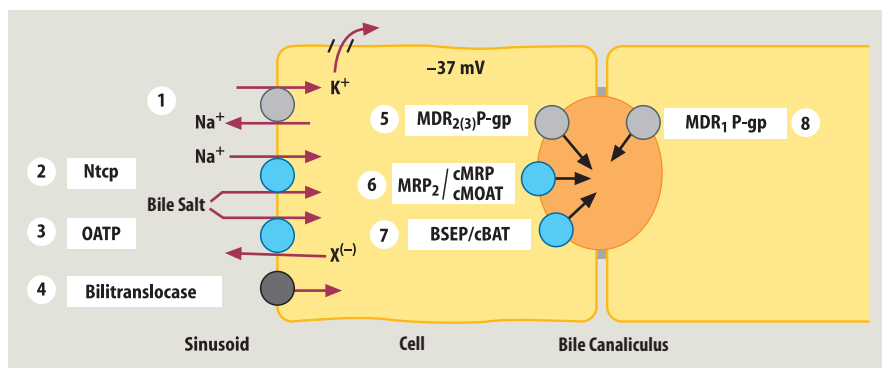 –37 mV
1
K⁺
Na⁺
5
MDR₂₍₃₎P-gp
MDR₁ P-gp
8
Na⁺
2
Ntcp
6
MRP₂/
cMRP
cMOAT
Bile Salt
3
OATP
7
BSEP/cBAT
X⁽⁻⁾
4
Bilitranslocase
Sinusoid
Cell
Bile Canaliculus